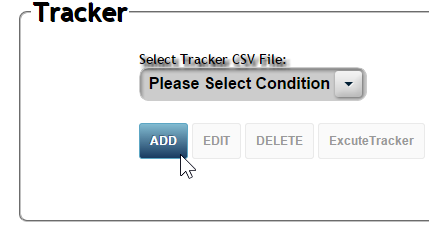 Tracker
Select Tracker CSV File:
Please Select Condition
ADD EDIT DELETE ExcuteTracker